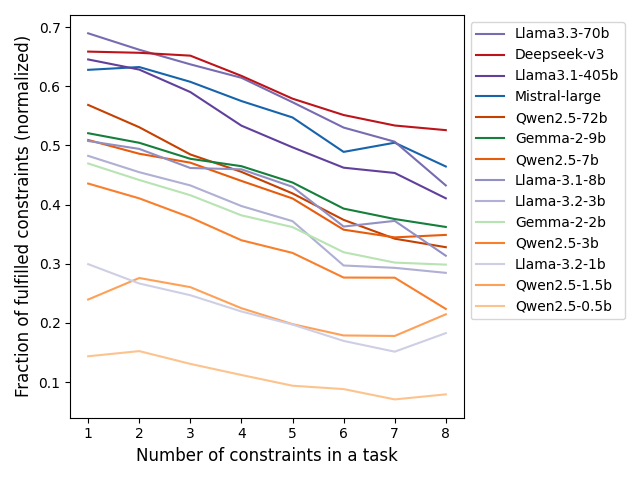 Fraction of fulfilled constraints (normalized)
0.7
0.6
0.5
0.4
0.3
0.2
0.1
1 2 3 4 5 6 7 8
Number of constraints in a task
Llama3.3-70b
Deepseek-v3
Llama3.1-405b
Mistral-large
Qwen2.5-72b
Gemma-2-9b
Qwen2.5-7b
Llama-3.1-8b
Llama-3.2-3b
Gemma-2-2b
Qwen2.5-3b
Llama-3.2-1b
Qwen2.5-1.5b
Qwen2.5-0.5b